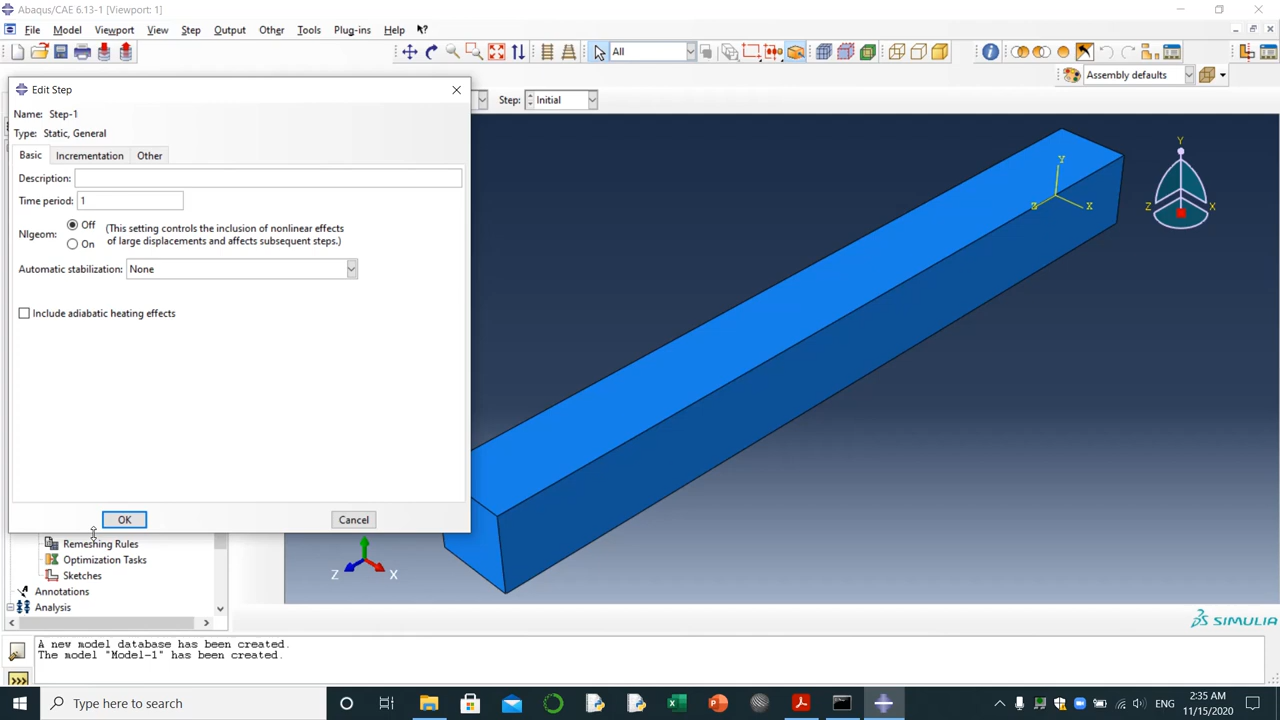 Abaqus/CAE 6.13-1 [Viewport: 1]
File Model Viewport View Step Output Other Tools Plug-ins Help
All
Assembly defaults
Edit Step
Step: Initial
Name: Step-1
Type: Static, General
Basic Incrementation Other
Description:
Time period: 1
Nlgeom: Off (This setting controls the inclusion of nonlinear effects
On of large displacements and affects subsequent steps.)
Automatic stabilization: None
Include adiabatic heating effects
OK Cancel
Y
Z X
Y
Z X
Z X
Remeshing Rules
Optimization Tasks
Sketches
Annotations
Analysis
SIMULIA
A new model database has been created.
The model "Model-1" has been created.
>>>
Type here to search
ENG
2:35 AM
11/15/2020